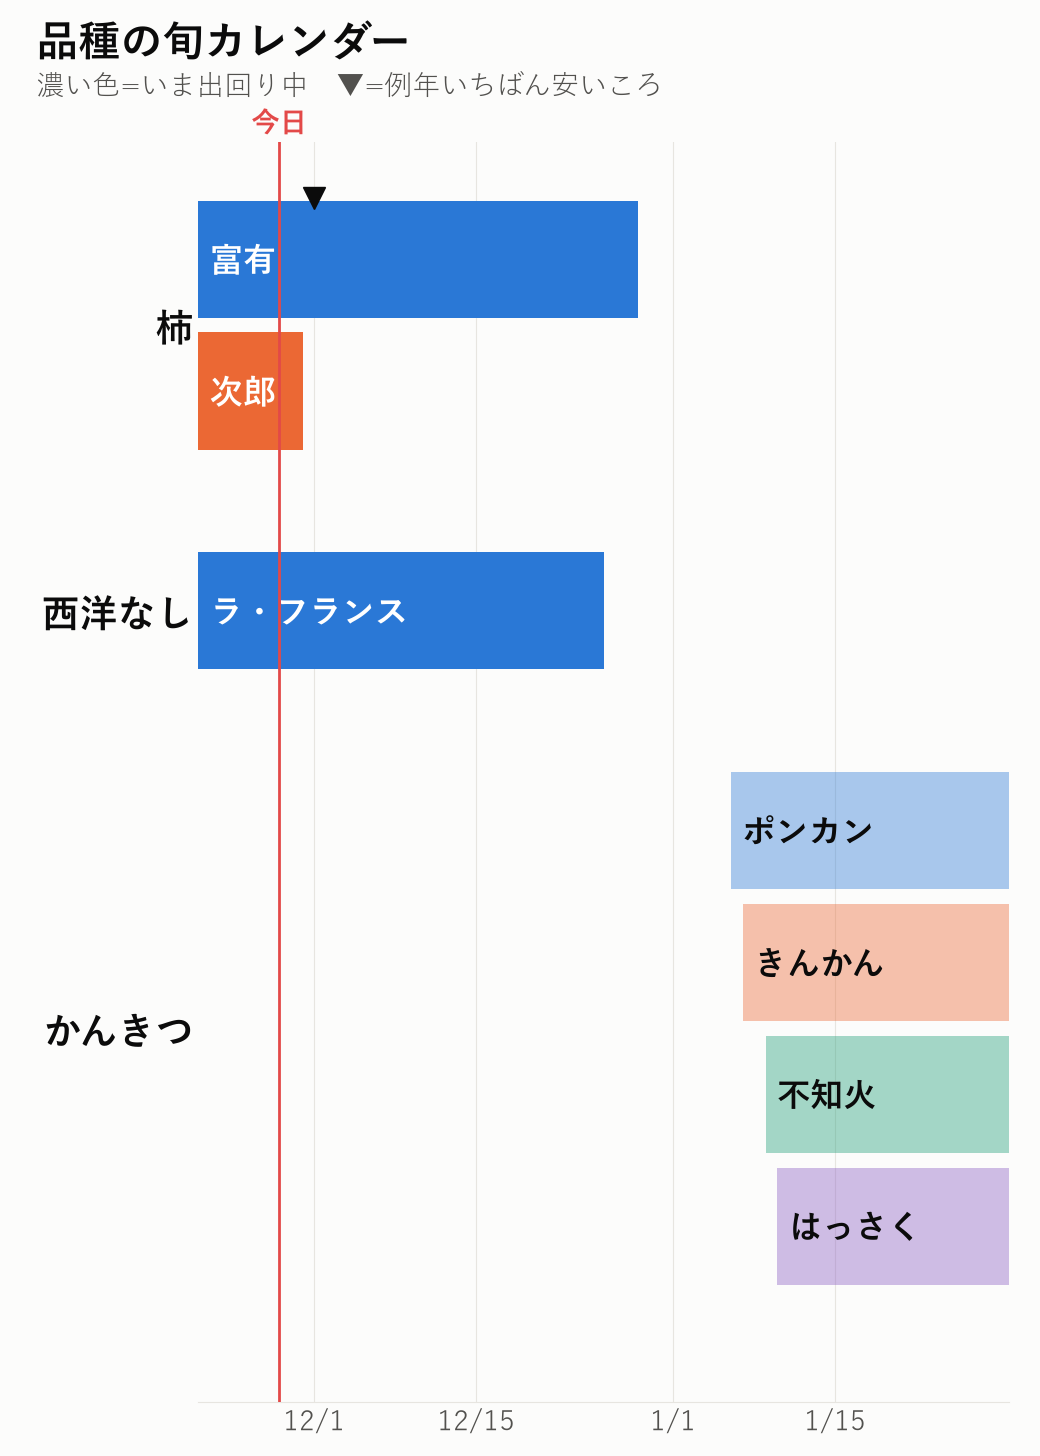 品種の旬カレンダー
濃い色=いま出回り中　▼=例年いちばん安いころ
今日
柿
富有
次郎
西洋なし
ラ・フランス
かんきつ
ポンカン
きんかん
不知火
はっさく
12/1
12/15
1/1
1/15